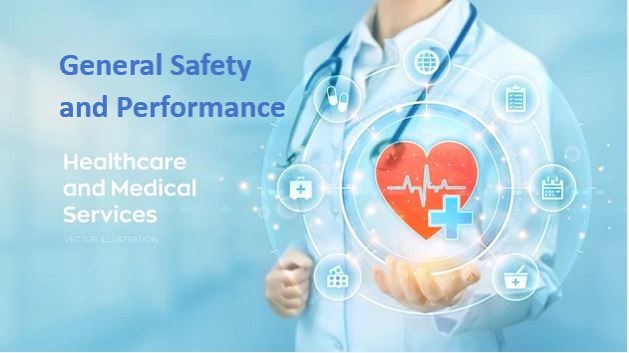 General Safety
and Performance
Healthcare
and Medical
Services
VECTOR ILLUSTRATION